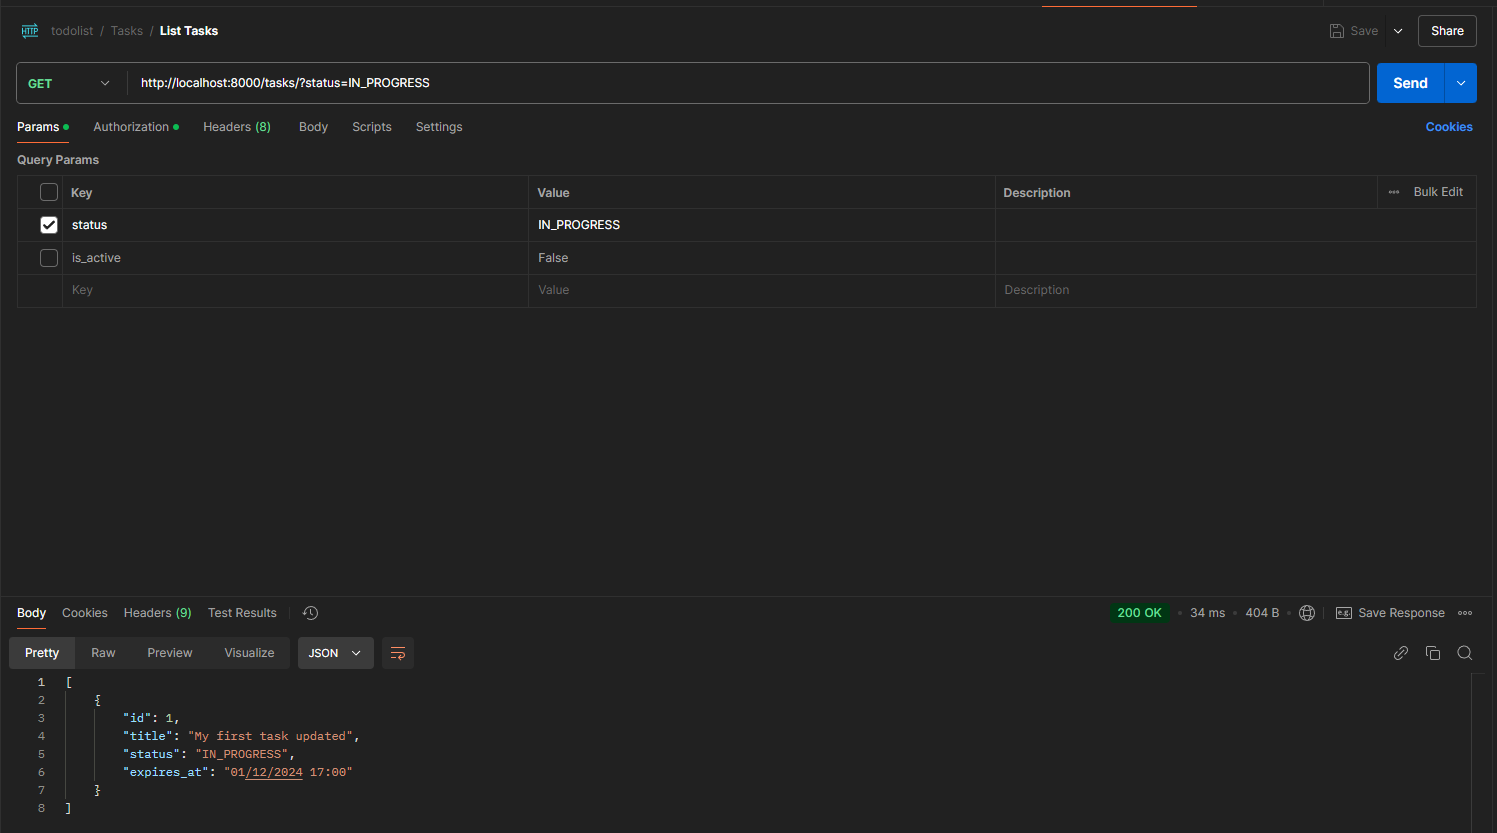 HTTP todolist / Tasks / List Tasks Save Share
GET http://localhost:8000/tasks/?status=IN_PROGRESS Send
Params Authorization Headers (8) Body Scripts Settings Cookies
Query Params
Key Value Description Bulk Edit
status IN_PROGRESS
is_active False
Key Value Description
Body Cookies Headers (9) Test Results 200 OK 34 ms 404 B e.g. Save Response
Pretty Raw Preview Visualize JSON
1 [
2 {
3 "id": 1,
4 "title": "My first task updated",
5 "status": "IN_PROGRESS",
6 "expires_at": "01/12/2024 17:00"
7 }
8 ]